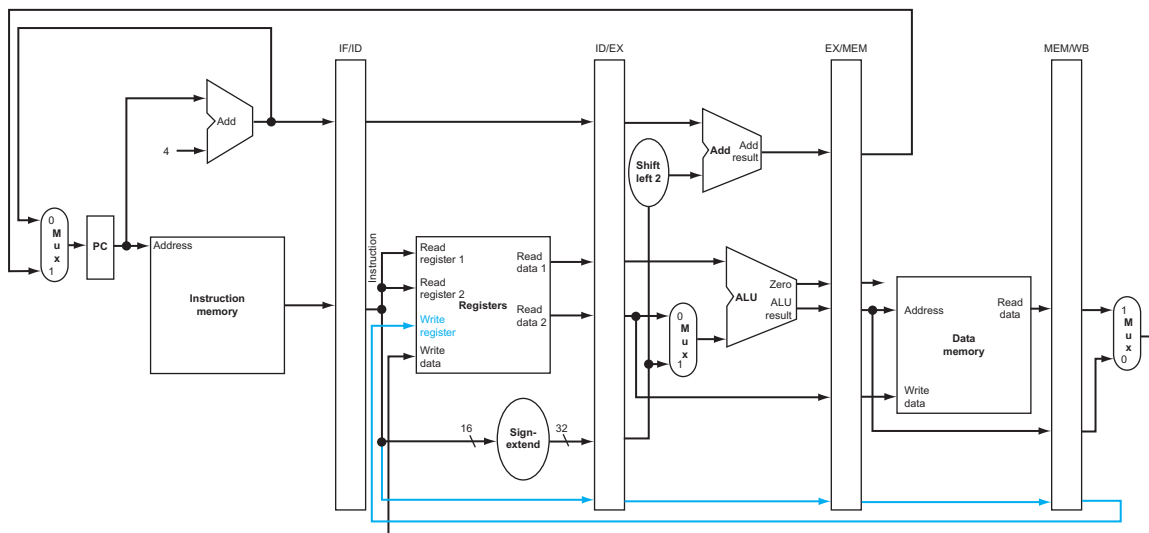 IF/ID
ID/EX
EX/MEM
MEM/WB
Add
4
Add
Add
result
Shift
left 2
0
M
u
x
1
PC
Address
Instruction
memory
Instruction
Read
register 1
Read
register 2
Write
register
Write
data
Registers
Read
data 1
Read
data 2
16
Sign-
extend
32
0
M
u
x
1
ALU
Zero
ALU
result
Address
Read
data
Data
memory
Write
data
1
M
u
x
0